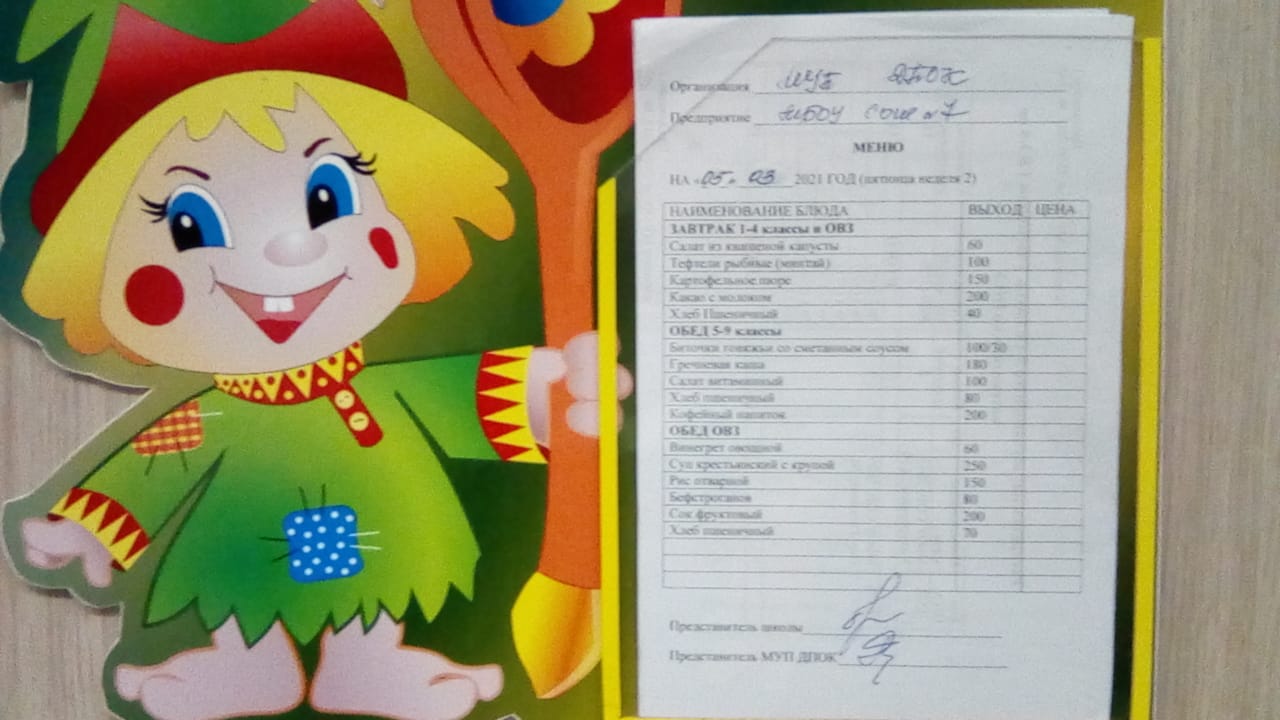 Организация МУП ДПОК
Предприятие МБОУ СОШ №7
МЕНЮ
НА «05» 03 2021 ГОД (пятница неделя 2)
НАИМЕНОВАНИЕ БЛЮДА ВЫХОД ЦЕНА
ЗАВТРАК 1-4 классы и ОВЗ
Салат из квашеной капусты 60
Тефтели рыбные (минтай) 100
Картофельное пюре 150
Какао с молоком 200
Хлеб Пшеничный 40
ОБЕД 5-9 классы
Биточки говяжьи со сметанным соусом 100/30
Гречневая каша 180
Салат витаминный 100
Хлеб пшеничный 80
Кофейный напиток 200
ОБЕД ОВЗ
Винегрет овощной 60
Суп крестьянский с крупой 250
Рис отварной 150
Бефстроганов 80
Сок фруктовый 200
Хлеб пшеничный 70
Представитель школы
Представитель МУП ДПОК